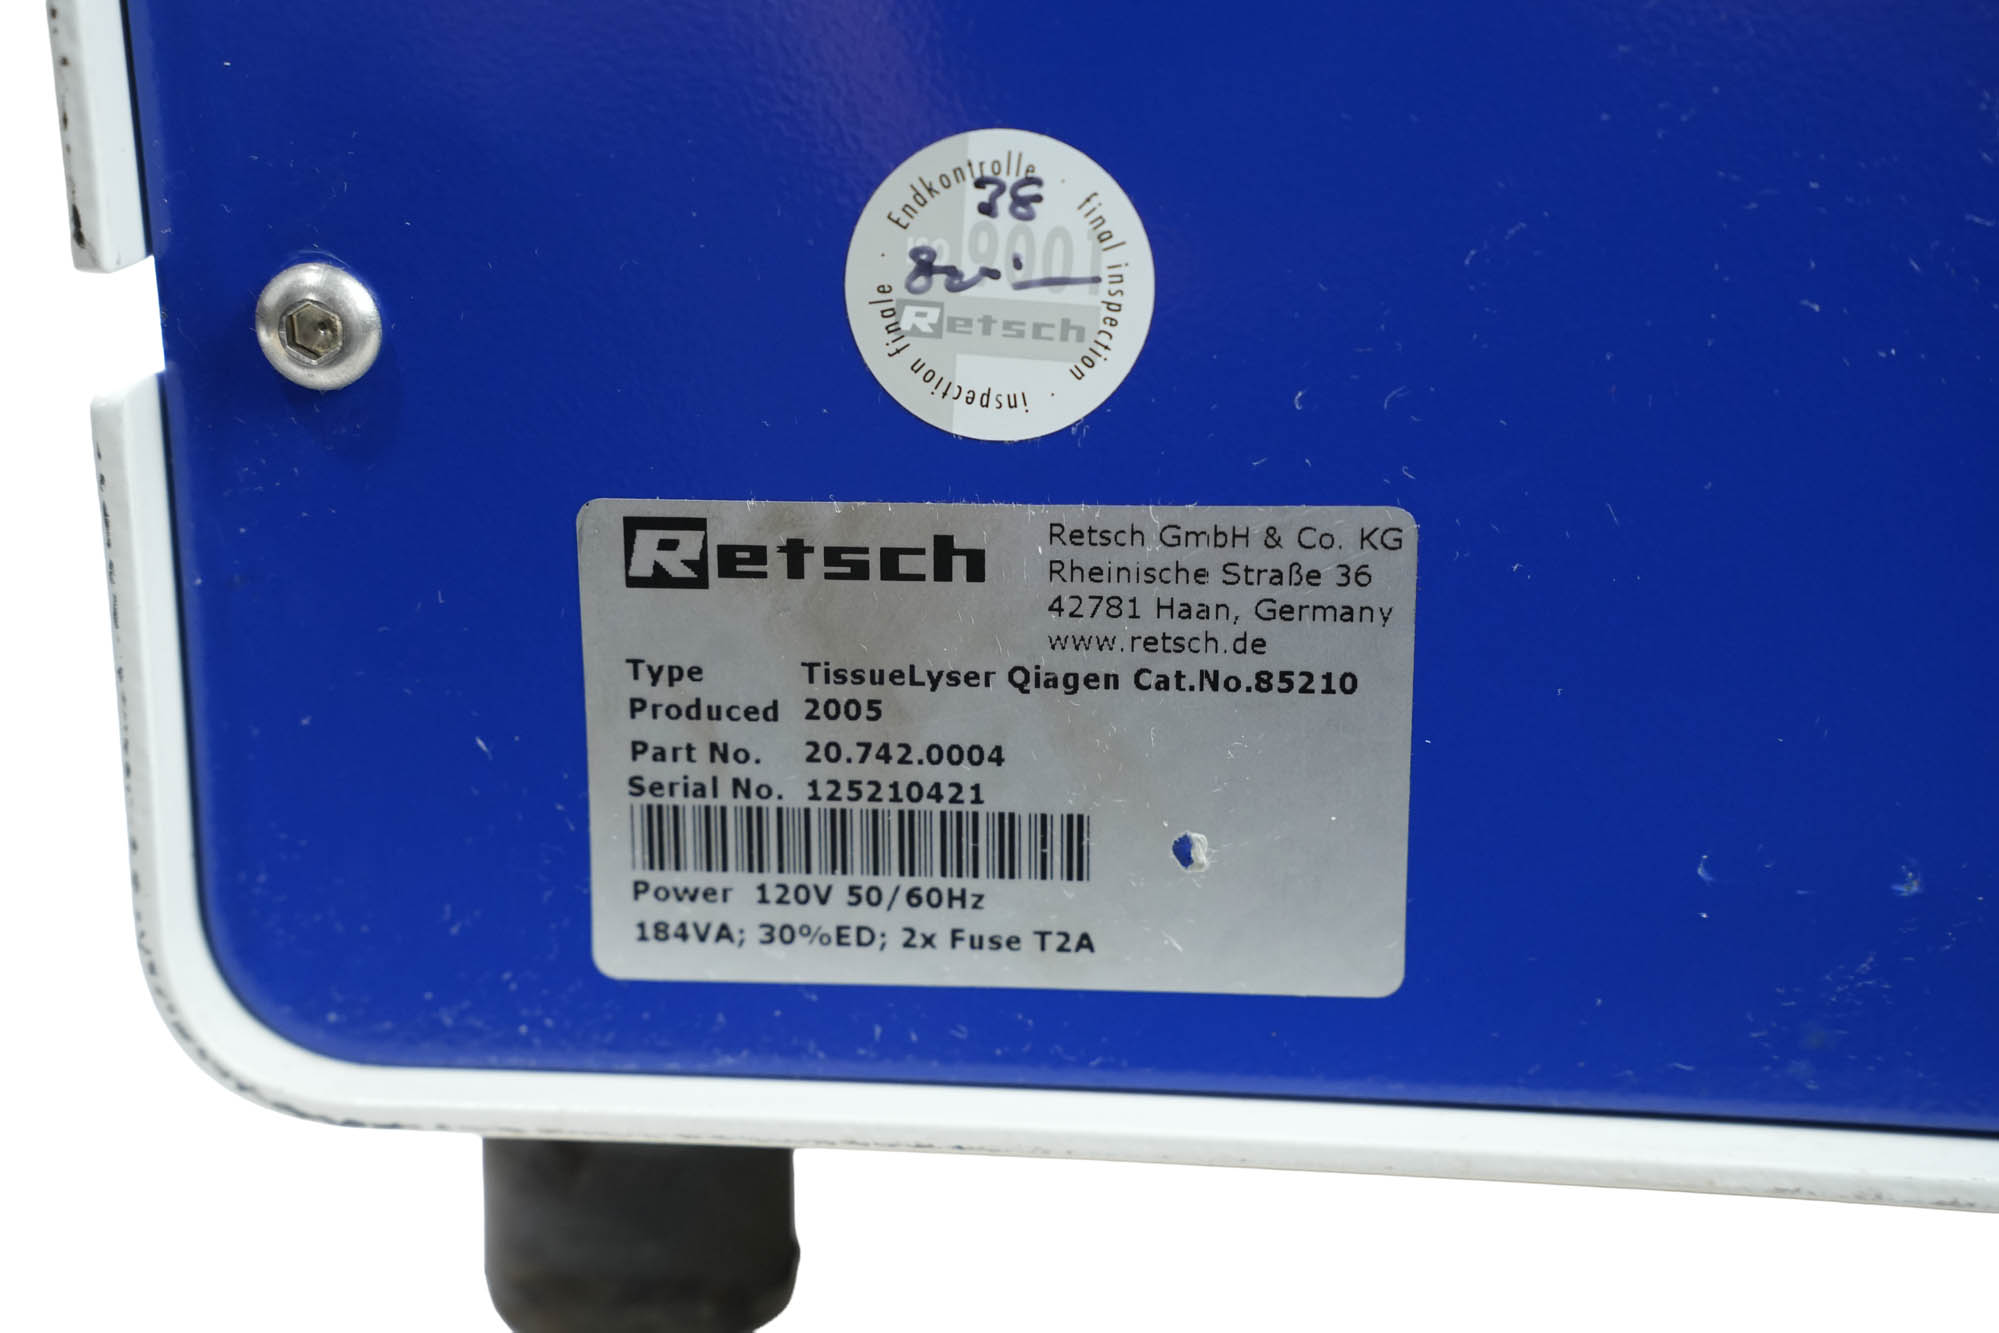 Endkontrolle · final inspection · inspection finale ·
38
9001
Retsch
Retsch
Retsch GmbH & Co. KG
Rheinische Straße 36
42781 Haan, Germany
www.retsch.de
Type TissueLyser Qiagen Cat.No.85210
Produced 2005
Part No. 20.742.0004
Serial No. 125210421
Power 120V 50/60Hz
184VA; 30%ED; 2x Fuse T2A